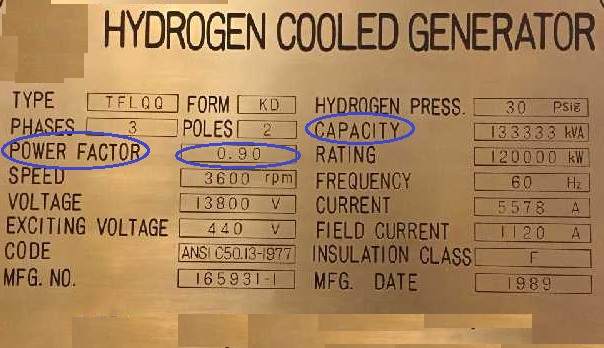 HYDROGEN COOLED GENERATOR
TYPE TFLQQ FORM KD HYDROGEN PRESS. 30 Psig
PHASES 3 POLES 2 CAPACITY 133333 kVA
POWER FACTOR 0.90 RATING 120000 kW
SPEED 3600 rpm FREQUENCY 60 Hz
VOLTAGE 13800 V CURRENT 5578 A
EXCITING VOLTAGE 440 V FIELD CURRENT 1120 A
CODE ANSI C50.13-1977 INSULATION CLASS F
MFG. NO. 165931-1 MFG. DATE 1989